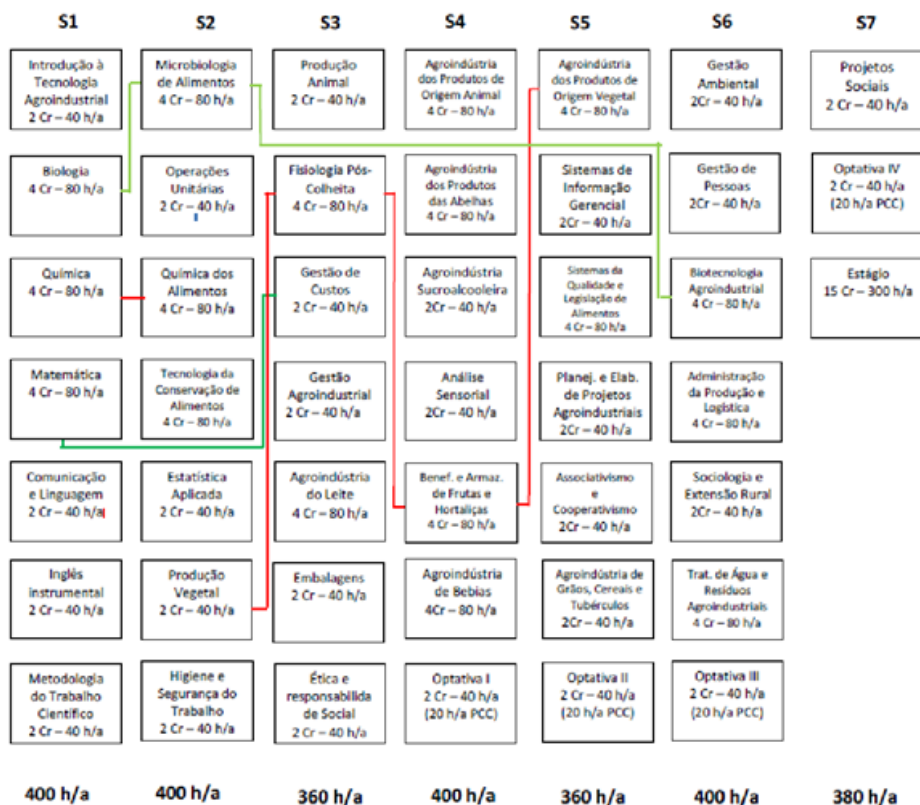 S1
S2
S3
S4
S5
S6
S7
Introdução à
Tecnologia
Agroindustrial
2 Cr – 40 h/a
Microbiologia
de Alimentos
4 Cr – 80 h/a
Produção
Animal
2 Cr – 40 h/a
Agroindústria
dos Produtos de
Origem Animal
4 Cr – 80 h/a
Agroindústria
dos Produtos de
Origem Vegetal
4 Cr – 80 h/a
Gestão
Ambiental
2Cr – 40 h/a
Projetos
Sociais
2 Cr – 40 h/a
Biologia
4 Cr – 80 h/a
Operações
Unitárias
2 Cr – 40 h/a
Fisiologia Pós-
Colheita
4 Cr – 80 h/a
Agroindústria
dos Produtos
das Abelhas
4 Cr – 80 h/a
Sistemas de
Informação
Gerencial
2Cr – 40 h/a
Gestão de
Pessoas
2Cr – 40 h/a
Optativa IV
2 Cr – 40 h/a
(20 h/a PCC)
Química
4 Cr – 80 h/a
Química dos
Alimentos
4 Cr – 80 h/a
Gestão de
Custos
2 Cr – 40 h/a
Agroindústria
Sucroalcooleira
2Cr – 40 h/a
Sistemas da
Qualidade e
Legislação de
Alimentos
4 Cr – 80 h/a
Biotecnologia
Agroindustrial
4 Cr – 80 h/a
Estágio
15 Cr – 300 h/a
Matemática
4 Cr – 80 h/a
Tecnologia da
Conservação de
Alimentos
4 Cr – 80 h/a
Gestão
Agroindustrial
2 Cr – 40 h/a
Análise
Sensorial
2Cr – 40 h/a
Planej. e Elab.
de Projetos
Agroindustriais
2Cr – 40 h/a
Administração
da Produção e
Logística
4 Cr – 80 h/a
Comunicação
e Linguagem
2 Cr – 40 h/a
Estatística
Aplicada
2 Cr – 40 h/a
Agroindústria
do Leite
4 Cr – 80 h/a
Benef. e Armaz.
de Frutas e
Hortaliças
4 Cr – 80 h/a
Associativismo
e
Cooperativismo
2Cr – 40 h/a
Sociologia e
Extensão Rural
2Cr – 40 h/a
Inglês
instrumental
2 Cr – 40 h/a
Produção
Vegetal
2 Cr – 40 h/a
Embalagens
2 Cr – 40 h/a
Agroindústria
de Bebias
4Cr – 80 h/a
Agroindústria de
Grãos, Cereais e
Tubérculos
2Cr – 40 h/a
Trat. de Água e
Resíduos
Agroindustriais
4 Cr – 80 h/a
Metodologia
do Trabalho
Científico
2 Cr – 40 h/a
Higiene e
Segurança do
Trabalho
2 Cr – 40 h/a
Ética e
responsabilida
de Social
2 Cr – 40 h/a
Optativa I
2 Cr – 40 h/a
(20 h/a PCC)
Optativa II
2 Cr – 40 h/a
(20 h/a PCC)
Optativa III
2 Cr – 40 h/a
(20 h/a PCC)
400 h/a
400 h/a
360 h/a
400 h/a
360 h/a
400 h/a
380 h/a